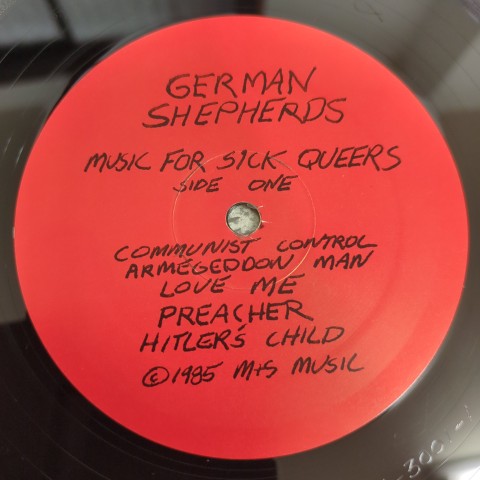 GERMAN
SHEPHERDS
MUSIC FOR SICK QUEERS
SIDE ONE
COMMUNIST CONTROL
ARMEGEDDON MAN
LOVE ME
PREACHER
HITLER'S CHILD
©1985 M+S MUSIC